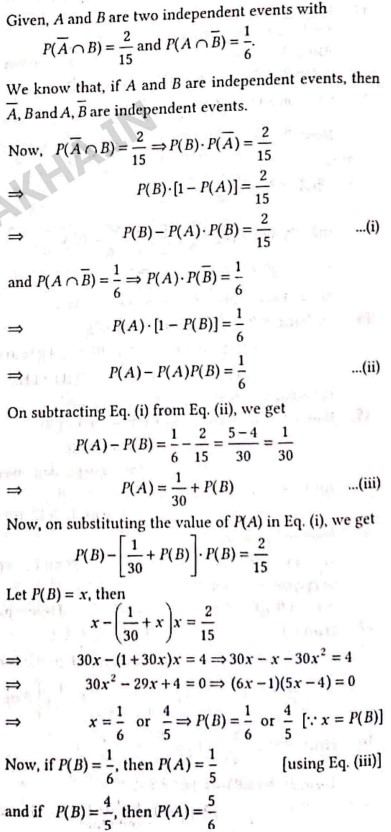 Given, A and B are two independent events with
P(A̅ ∩ B) = 2/15 and P(A ∩ B̅) = 1/6.
We know that, if A and B are independent events, then
A̅, B and A, B̅ are independent events.
Now, P(A̅ ∩ B) = 2/15 ⇒ P(B)·P(A̅) = 2/15
⇒ P(B)·[1 − P(A)] = 2/15
⇒ P(B) − P(A)·P(B) = 2/15 ...(i)
and P(A ∩ B̅) = 1/6 ⇒ P(A)·P(B̅) = 1/6
⇒ P(A)·[1 − P(B)] = 1/6
⇒ P(A) − P(A)P(B) = 1/6 ...(ii)
On subtracting Eq. (i) from Eq. (ii), we get
P(A) − P(B) = 1/6 − 2/15 = (5−4)/30 = 1/30
⇒ P(A) = 1/30 + P(B) ...(iii)
Now, on substituting the value of P(A) in Eq. (i), we get
P(B) − [1/30 + P(B)]·P(B) = 2/15
Let P(B) = x, then
x − (1/30 + x)x = 2/15
⇒ 30x − (1 + 30x)x = 4 ⇒ 30x − x − 30x² = 4
⇒ 30x² − 29x + 4 = 0 ⇒ (6x − 1)(5x − 4) = 0
⇒ x = 1/6 or 4/5 ⇒ P(B) = 1/6 or 4/5 [∵ x = P(B)]
Now, if P(B) = 1/6, then P(A) = 1/5 [using Eq. (iii)]
and if P(B) = 4/5, then P(A) = 5/6
AKHA.IN